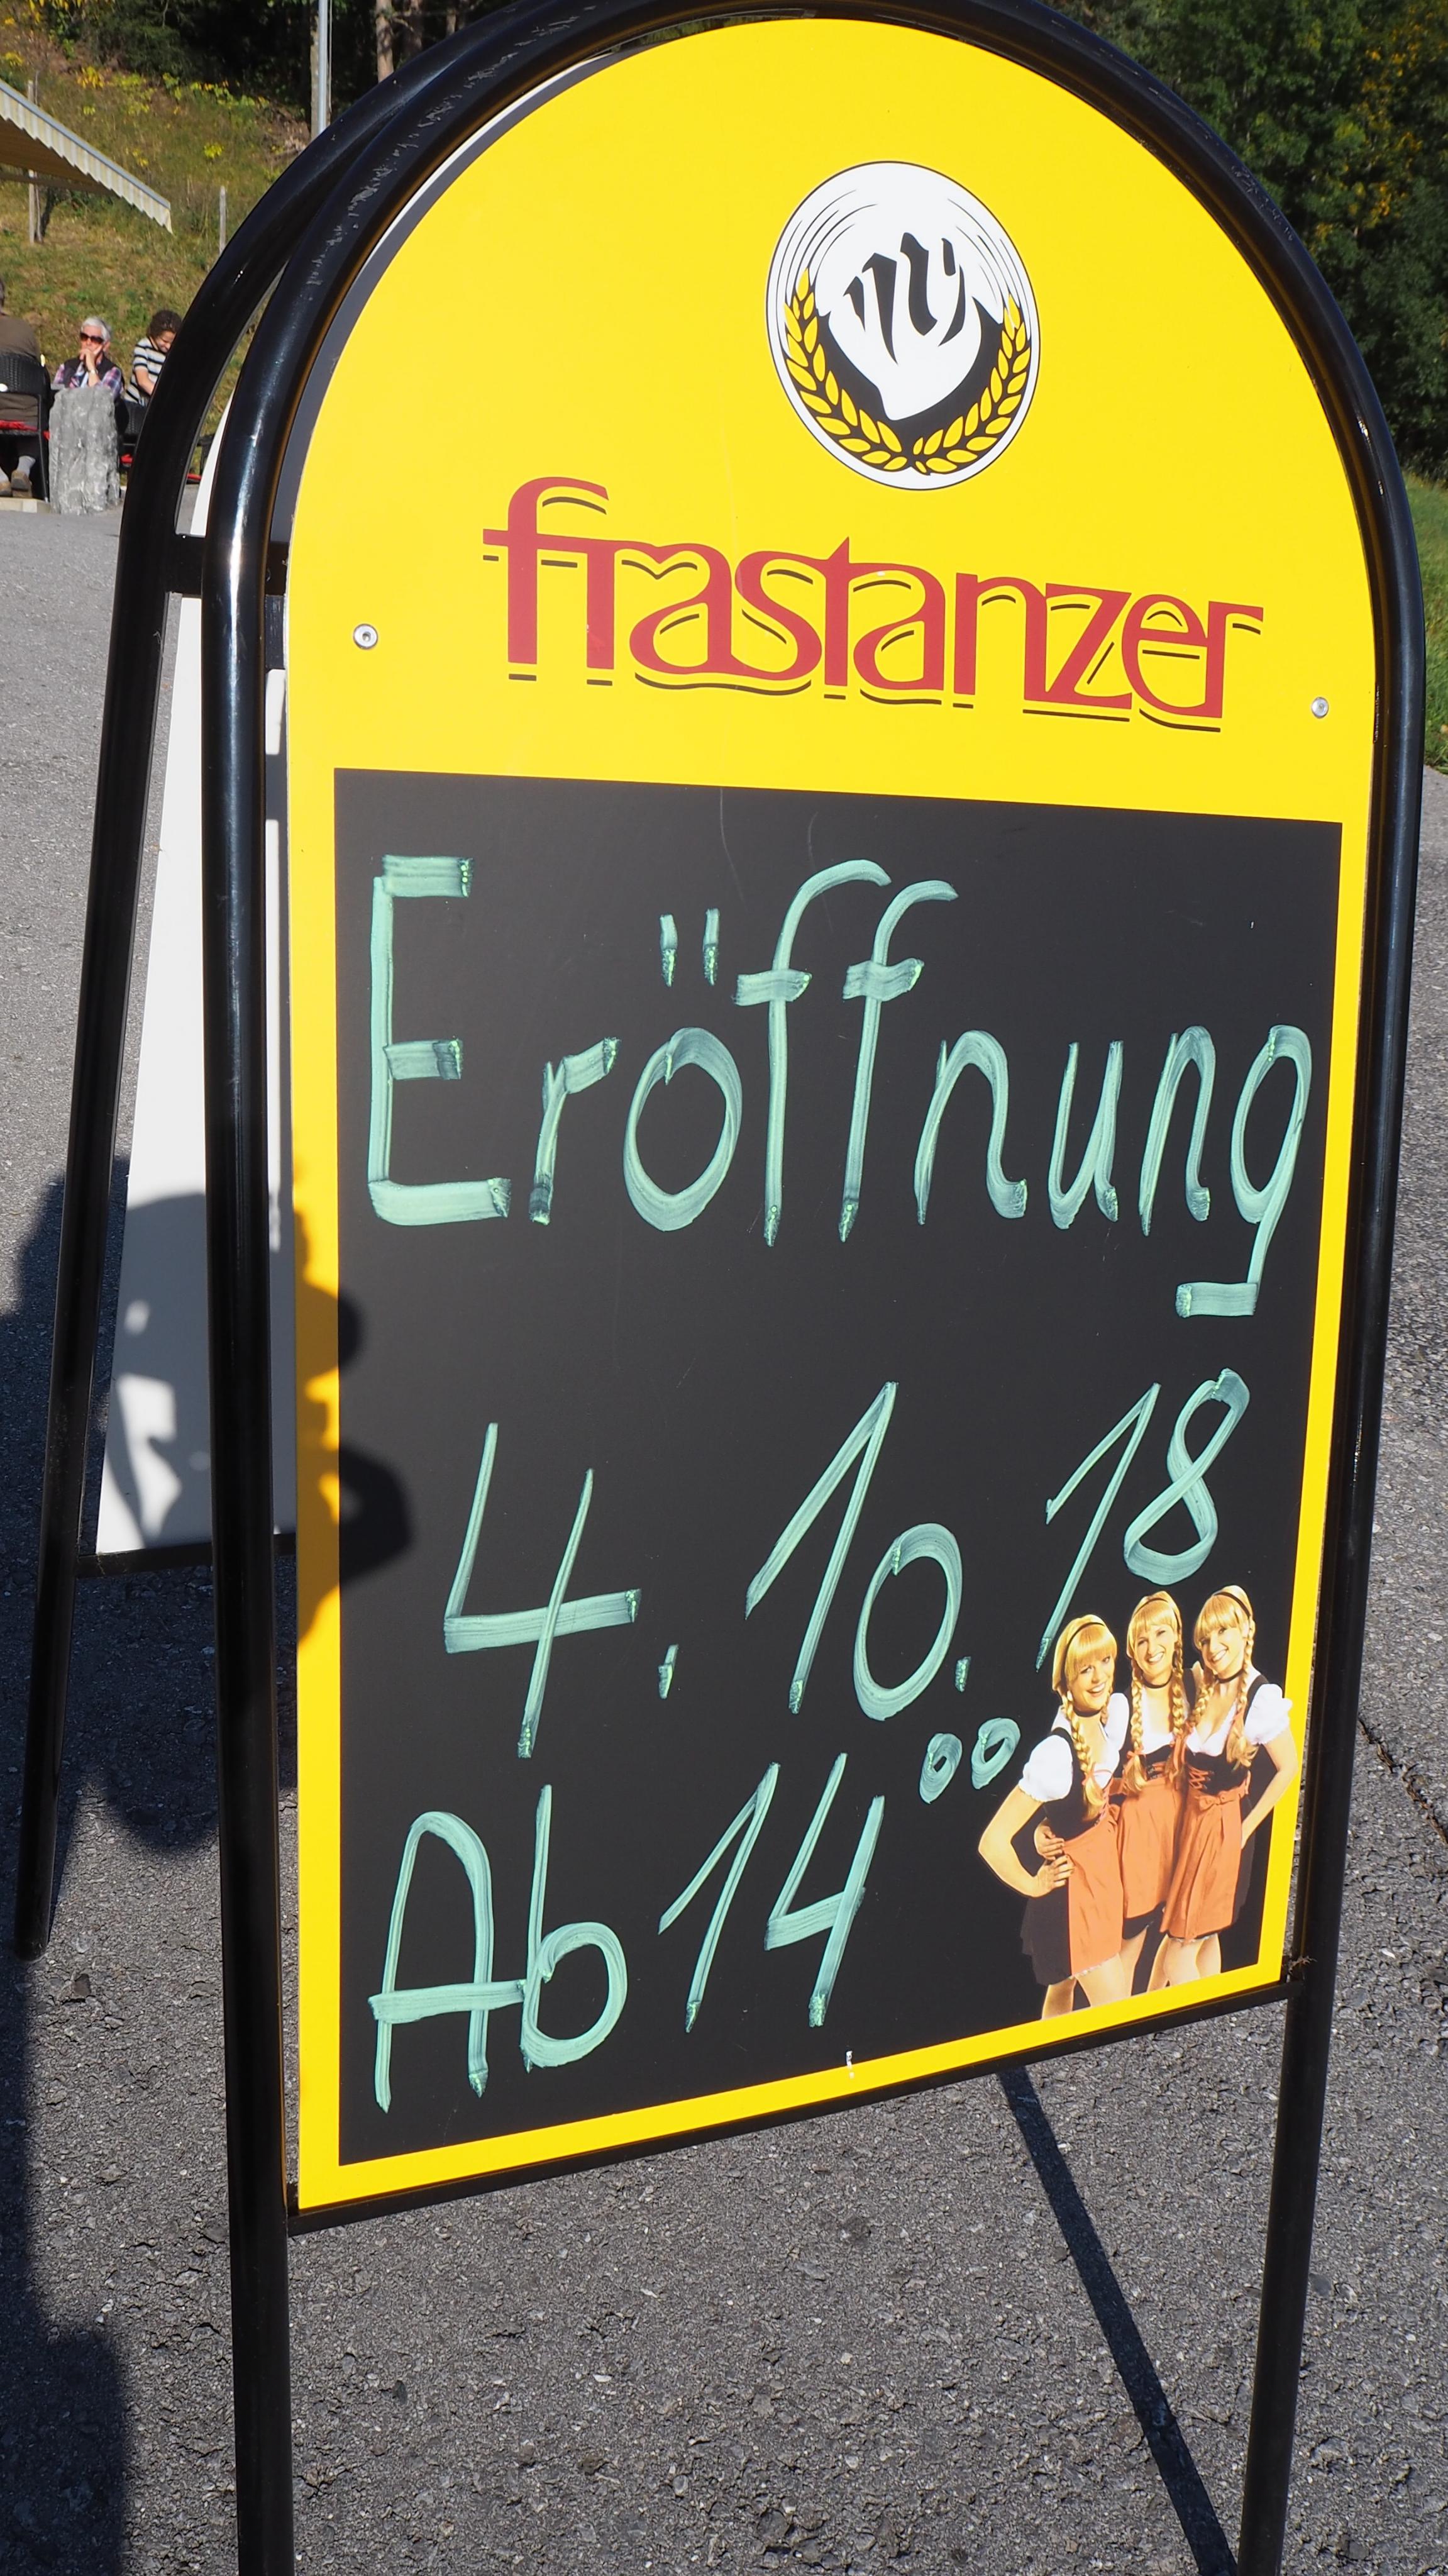 frastanzer
Eröffnung
4. 10. 18
Ab 14⁰⁰